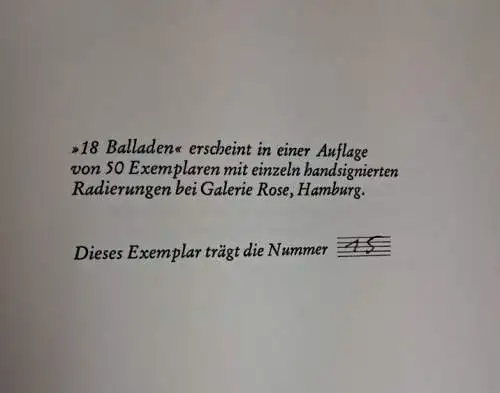 »18 Balladen« erscheint in einer Auflage
von 50 Exemplaren mit einzeln handsignierten
Radierungen bei Galerie Rose, Hamburg.
Dieses Exemplar trägt die Nummer 15